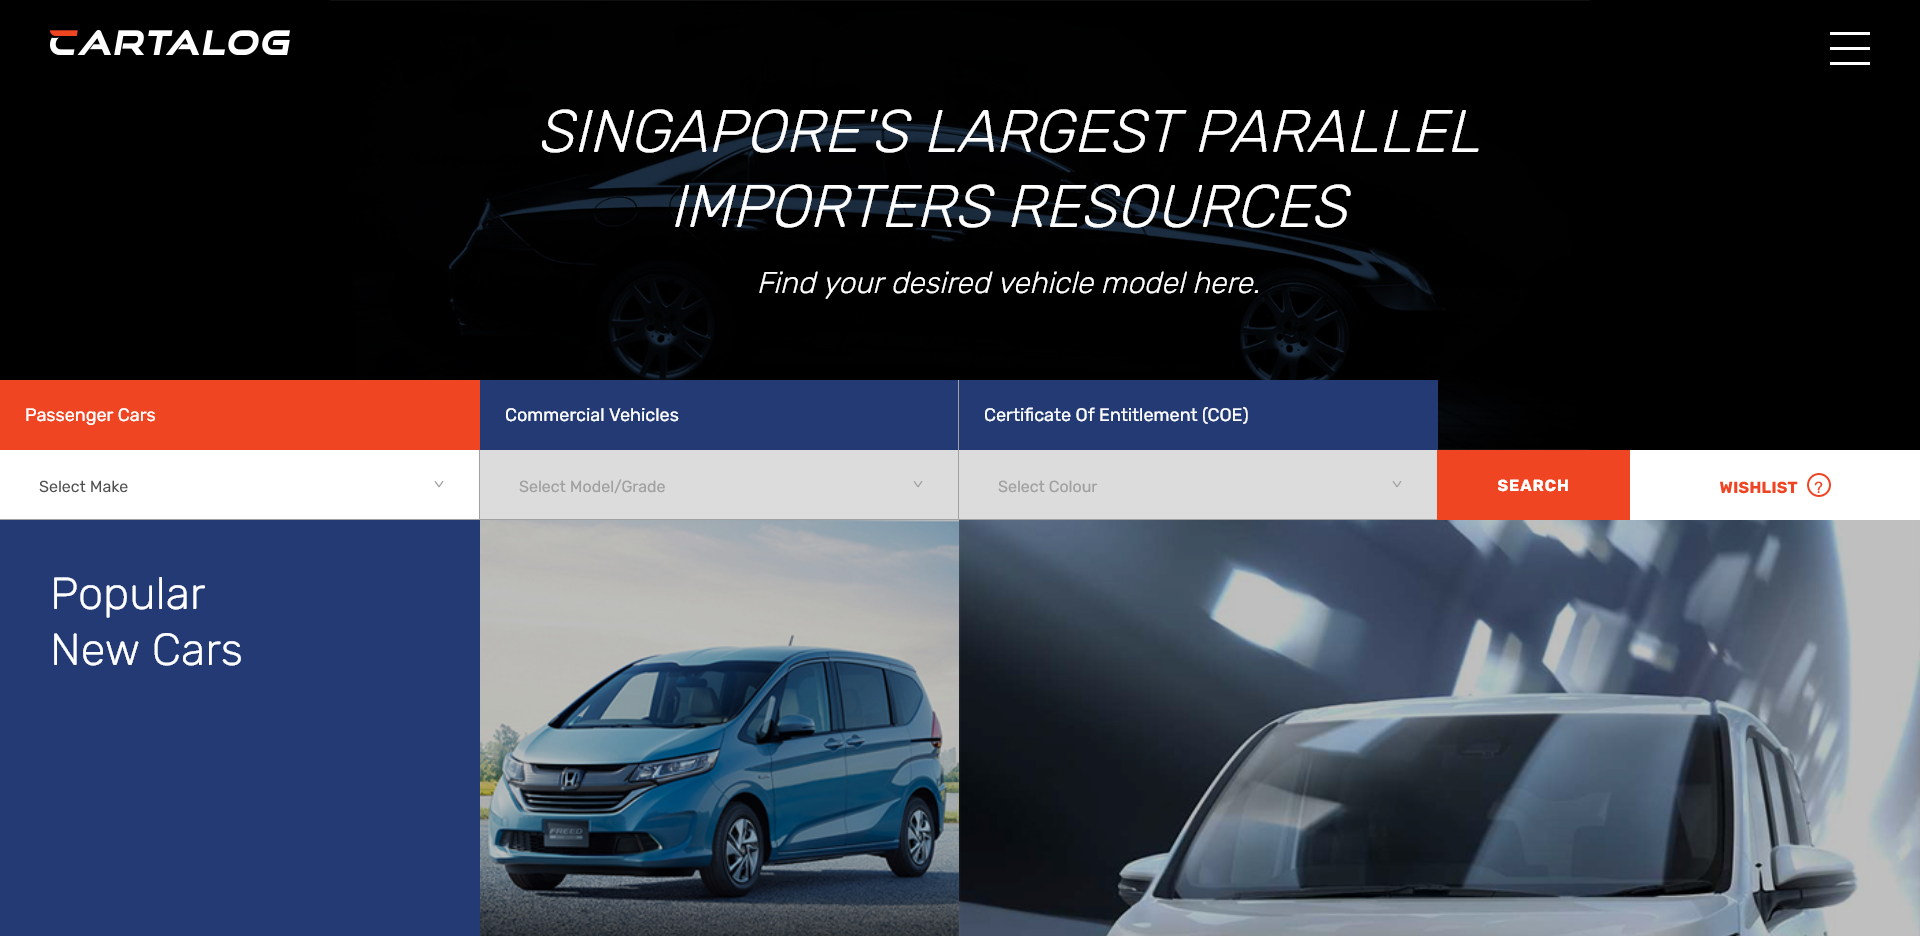 CARTALOG
SINGAPORE'S LARGEST PARALLEL
IMPORTERS RESOURCES
Find your desired vehicle model here.
Passenger Cars
Commercial Vehicles
Certificate Of Entitlement (COE)
Select Make
Select Model/Grade
Select Colour
SEARCH
WISHLIST ?
Popular
New Cars
FREED